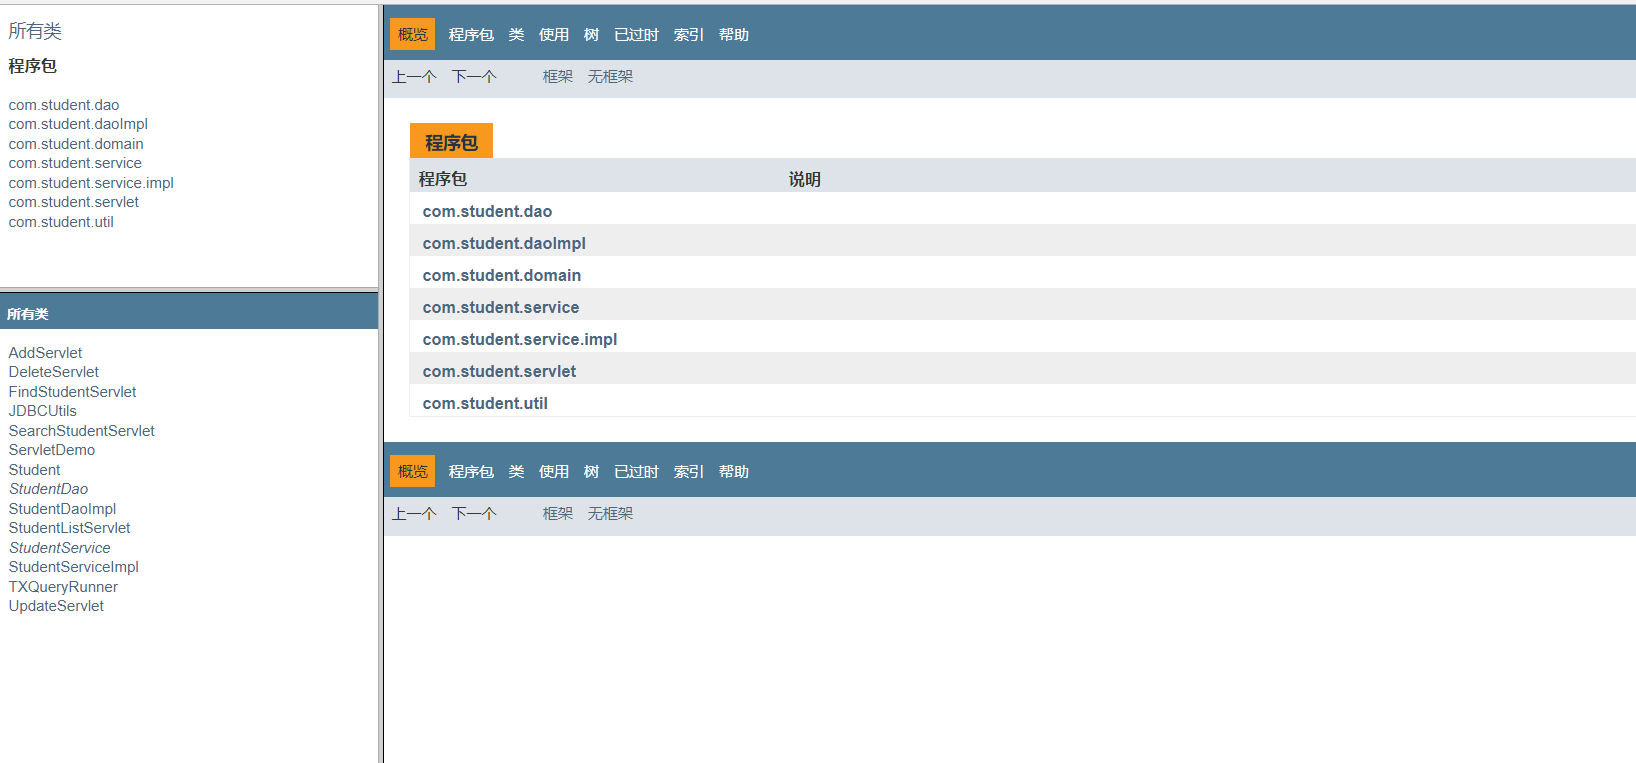 所有类
程序包
com.student.dao
com.student.daoImpl
com.student.domain
com.student.service
com.student.service.impl
com.student.servlet
com.student.util
所有类
AddServlet
DeleteServlet
FindStudentServlet
JDBCUtils
SearchStudentServlet
ServletDemo
Student
StudentDao
StudentDaoImpl
StudentListServlet
StudentService
StudentServiceImpl
TXQueryRunner
UpdateServlet
概览 程序包 类 使用 树 已过时 索引 帮助
上一个 下一个 框架 无框架
程序包
程序包 说明
com.student.dao
com.student.daoImpl
com.student.domain
com.student.service
com.student.service.impl
com.student.servlet
com.student.util
概览 程序包 类 使用 树 已过时 索引 帮助
上一个 下一个 框架 无框架